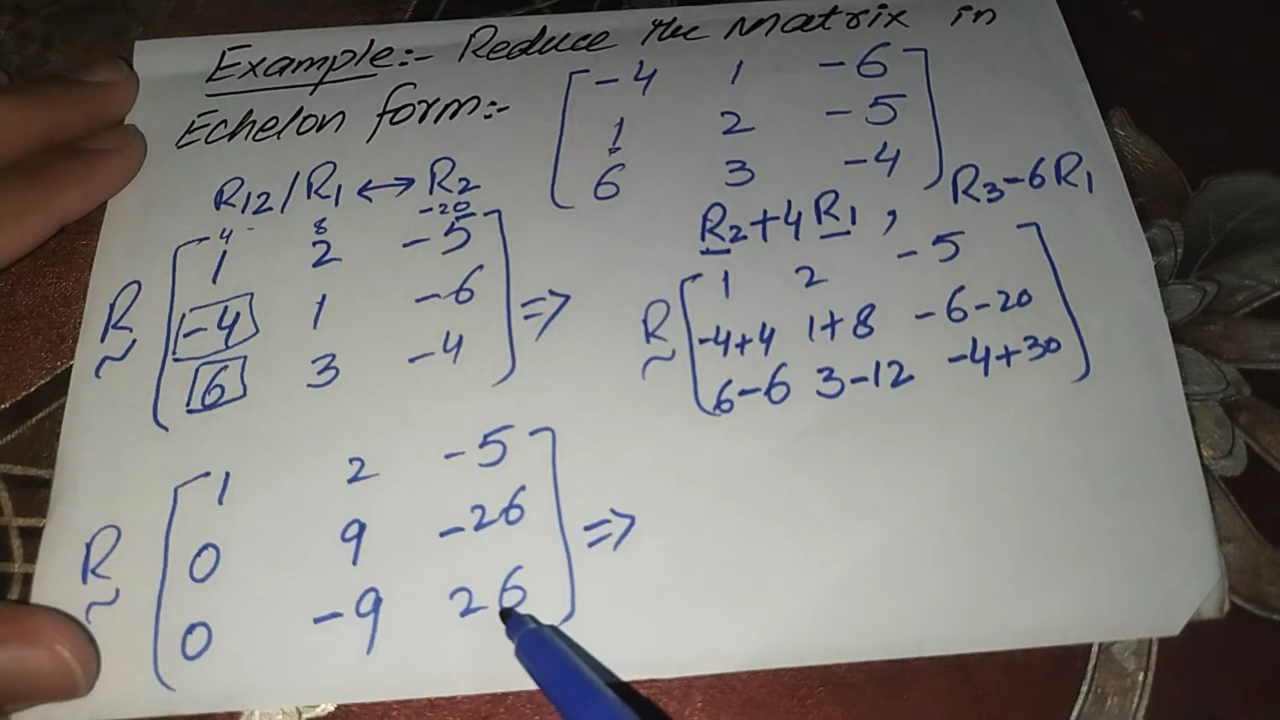 Example:- Reduce the Matrix in
Echelon form:-
[-4 1 -6]
[1 2 -5]
[6 3 -4]
R12/R1 ↔ R2
R2+4R1, R3-6R1
4 8 -20
R~ [1 2 -5]
[-4 1 -6] ⇒
[6 3 -4]
R~ [1 2 -5]
[-4+4 1+8 -6-20]
[6-6 3-12 -4+30]
R~ [1 2 -5]
[0 9 -26] ⇒
[0 -9 26]